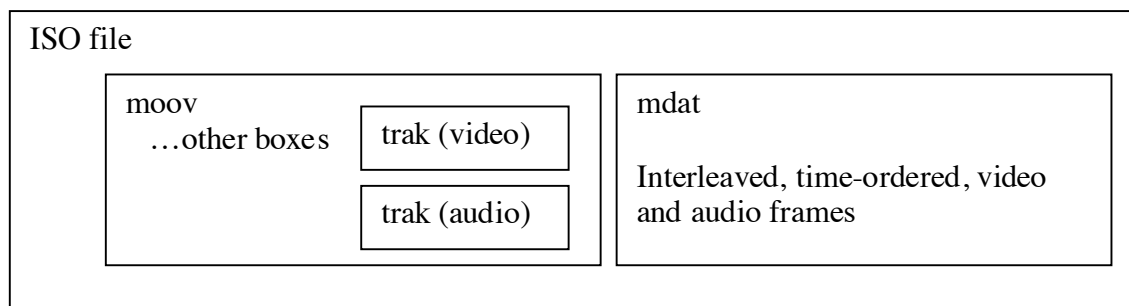 ISO file
moov
…other boxes
trak (video)
trak (audio)
mdat
Interleaved, time-ordered, video
and audio frames